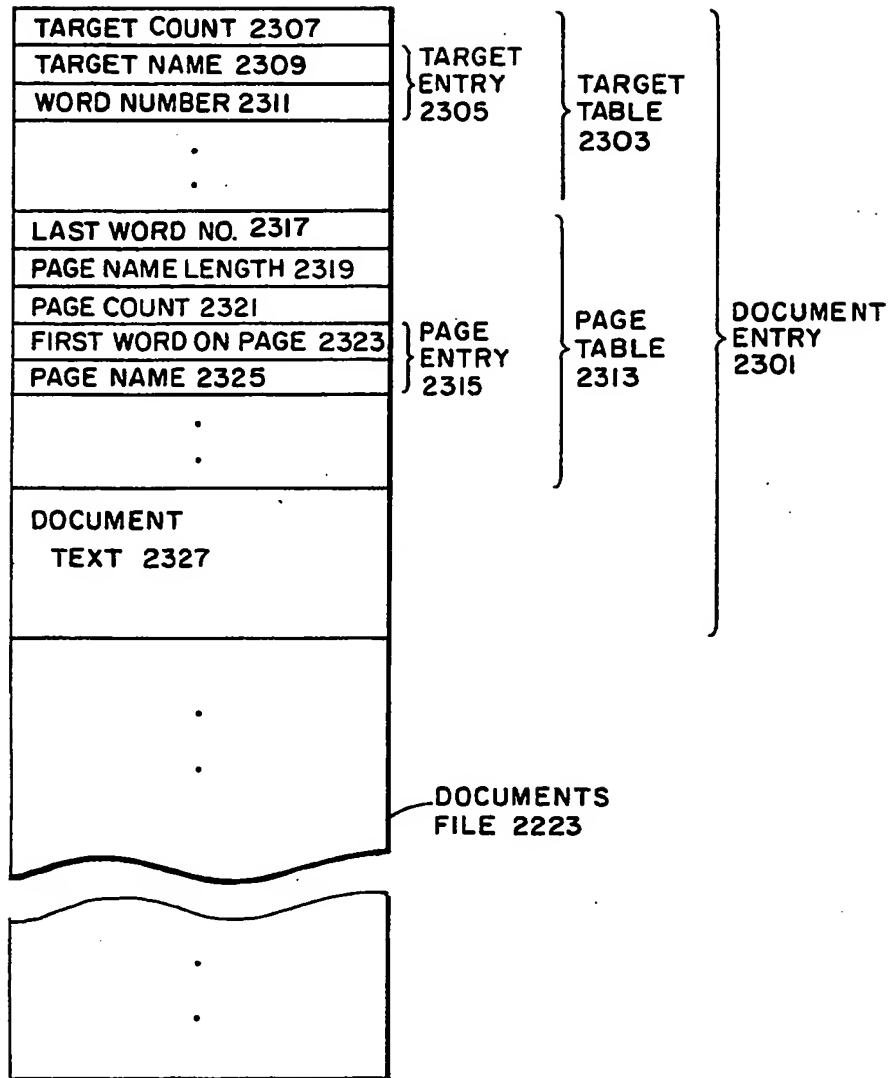 TARGET COUNT 2307
TARGET NAME 2309
WORD NUMBER 2311
TARGET
ENTRY
2305
TARGET
TABLE
2303
LAST WORD NO. 2317
PAGE NAME LENGTH 2319
PAGE COUNT 2321
FIRST WORD ON PAGE 2323
PAGE NAME 2325
PAGE
ENTRY
2315
PAGE
TABLE
2313
DOCUMENT
ENTRY
2301
DOCUMENT
TEXT 2327
DOCUMENTS
FILE 2223